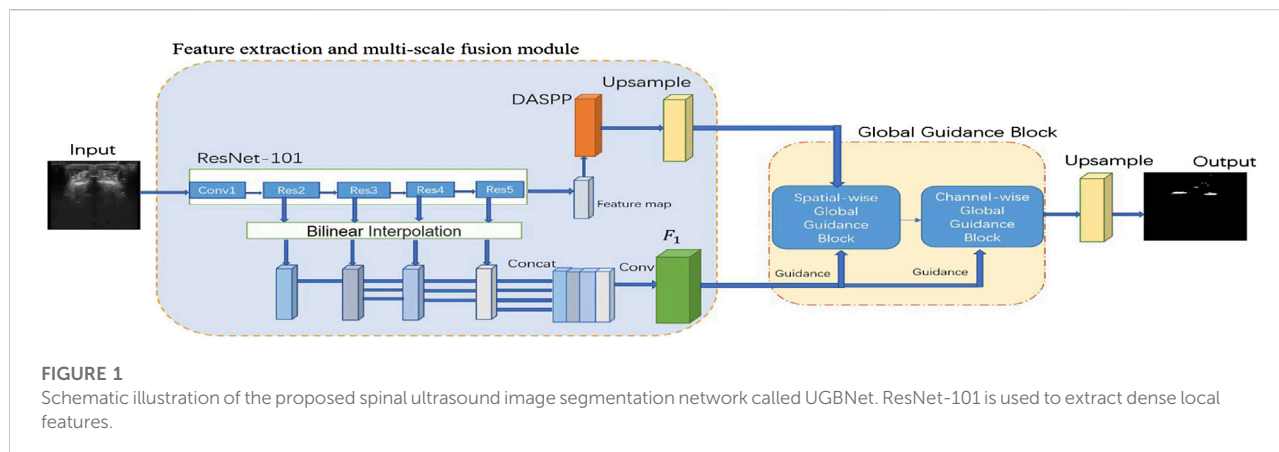 Feature extraction and multi-scale fusion module
Upsample
DASPP
Global Guidance Block
Input
ResNet-101
Upsample
Output
Conv1
Res2
Res3
Res4
Res5
Spatial-wise
Global
Guidance
Block
Channel-wise
Global
Guidance
Block
Feature map
Bilinear Interpolation
F1
Concat
Conv
Guidance
Guidance
FIGURE 1
Schematic illustration of the proposed spinal ultrasound image segmentation network called UGBNet. ResNet-101 is used to extract dense local
features.